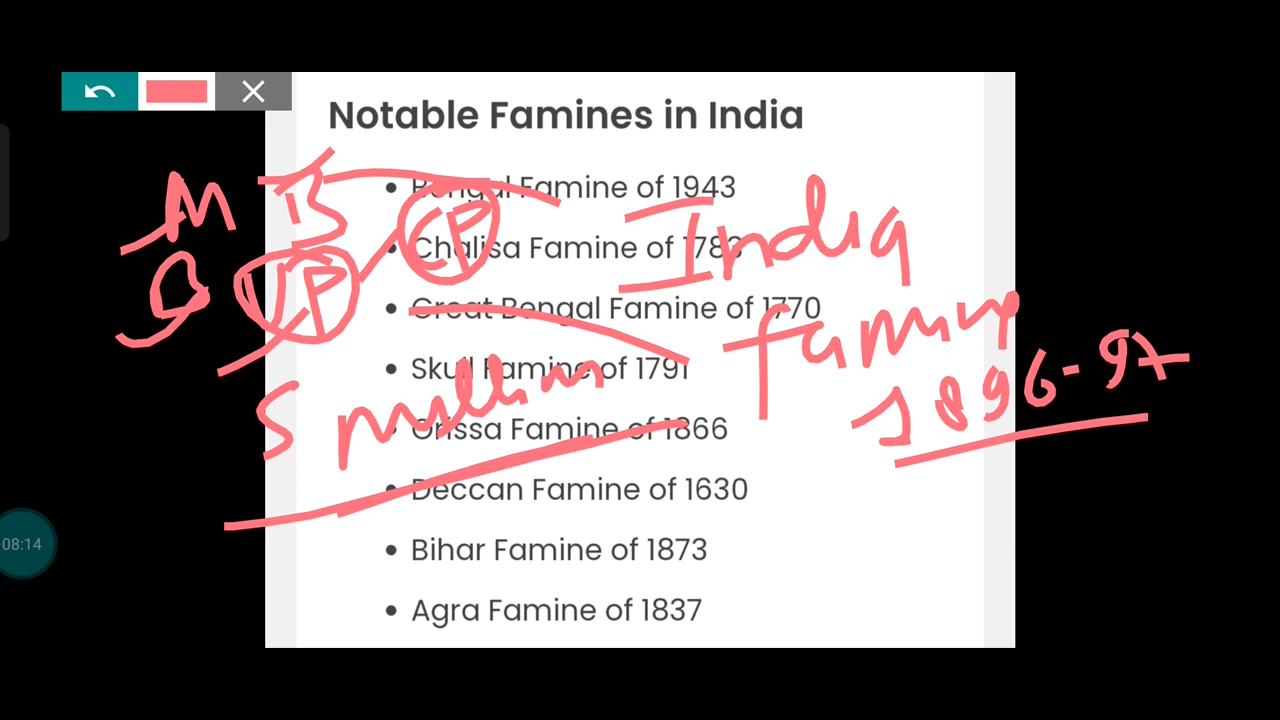 Notable Famines in India
Bengal Famine of 1943
Chalisa Famine of 1783
Great Bengal Famine of 1770
Skull Famine of 1791
Orissa Famine of 1866
Deccan Famine of 1630
Bihar Famine of 1873
Agra Famine of 1837
M B
UP CP
5 million
India
famine
1896-97
08:14